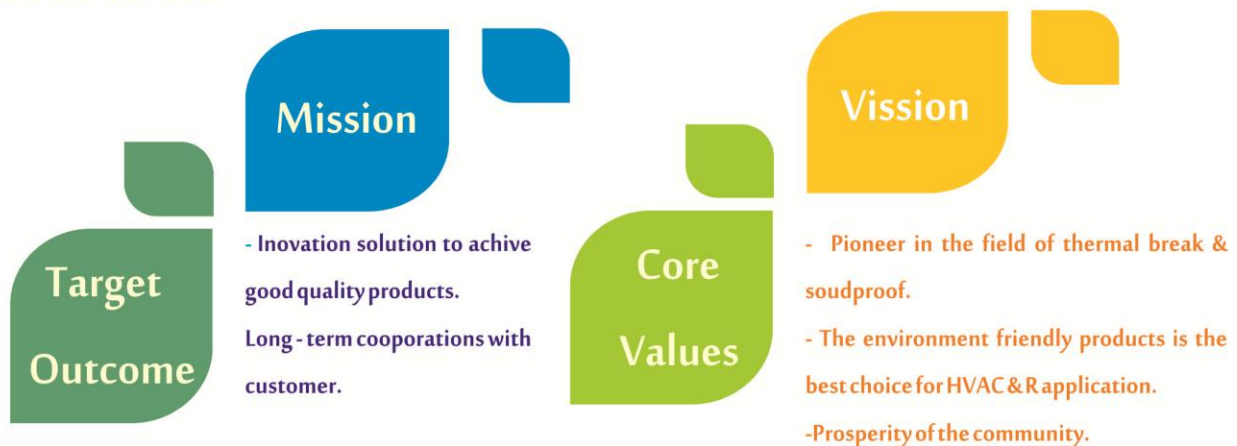 Mission
- Inovation solution to achive
good quality products.
Long - term cooporations with
customer.
Target
Outcome
Vission
- Pioneer in the field of thermal break &
soudproof.
- The environment friendly products is the
best choice for HVAC & R application.
-Prosperity of the community.
Core
Values